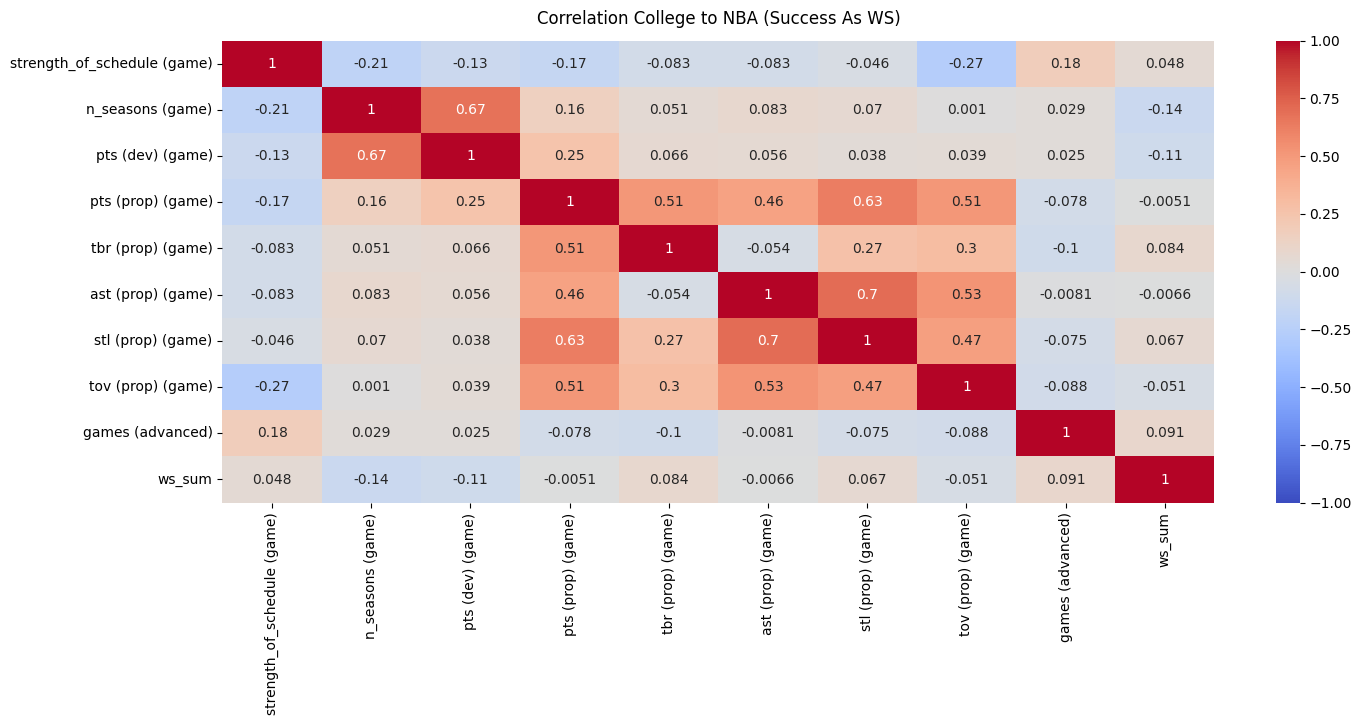 Correlation College to NBA (Success As WS)
strength_of_schedule (game) 1 -0.21 -0.13 -0.17 -0.083 -0.083 -0.046 -0.27 0.18 0.048
n_seasons (game) -0.21 1 0.67 0.16 0.051 0.083 0.07 0.001 0.029 -0.14
pts (dev) (game) -0.13 0.67 1 0.25 0.066 0.056 0.038 0.039 0.025 -0.11
pts (prop) (game) -0.17 0.16 0.25 1 0.51 0.46 0.63 0.51 -0.078 -0.0051
tbr (prop) (game) -0.083 0.051 0.066 0.51 1 -0.054 0.27 0.3 -0.1 0.084
ast (prop) (game) -0.083 0.083 0.056 0.46 -0.054 1 0.7 0.53 -0.0081 -0.0066
stl (prop) (game) -0.046 0.07 0.038 0.63 0.27 0.7 1 0.47 -0.075 0.067
tov (prop) (game) -0.27 0.001 0.039 0.51 0.3 0.53 0.47 1 -0.088 -0.051
games (advanced) 0.18 0.029 0.025 -0.078 -0.1 -0.0081 -0.075 -0.088 1 0.091
ws_sum 0.048 -0.14 -0.11 -0.0051 0.084 -0.0066 0.067 -0.051 0.091 1
strength_of_schedule (game)
n_seasons (game)
pts (dev) (game)
pts (prop) (game)
tbr (prop) (game)
ast (prop) (game)
stl (prop) (game)
tov (prop) (game)
games (advanced)
ws_sum
1.00
0.75
0.50
0.25
0.00
−0.25
−0.50
−0.75
−1.00